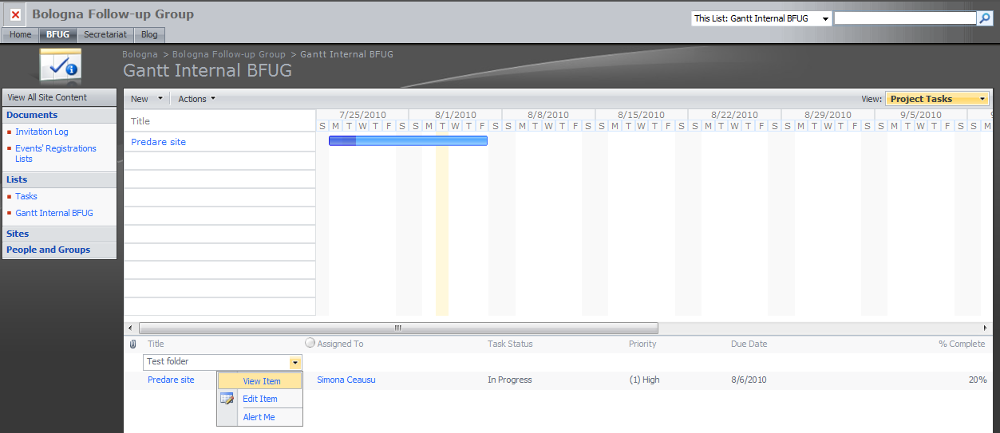 Bologna Follow-up Group
This List: Gantt Internal BFUG
Home BFUG Secretariat Blog
Bologna > Bologna Follow-up Group > Gantt Internal BFUG
Gantt Internal BFUG
View All Site Content
Documents
Invitation Log
Events' Registrations
Lists
Lists
Tasks
Gantt Internal BFUG
Sites
People and Groups
New Actions View: Project Tasks
Title
7/25/2010 8/1/2010 8/8/2010 8/15/2010 8/22/2010 8/29/2010 9/5/2010
S M T W T F S S M T W T F S S M T W T F S S M T W T F S S M T W T F S S M T W T F S S M T W T F S S M
Predare site
Title Assigned To Task Status Priority Due Date % Complete
Test folder
Predare site Simona Ceausu In Progress (1) High 8/6/2010 20%
View Item
Edit Item
Alert Me